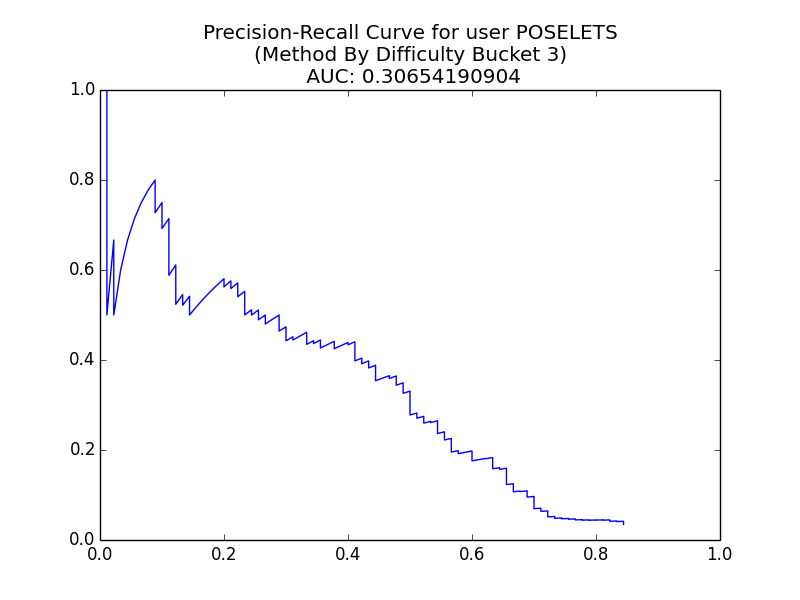 Precision-Recall Curve for user POSELETS
(Method By Difficulty Bucket 3)
AUC: 0.30654190904
1.0
0.8
0.6
0.4
0.2
0.0
0.0 0.2 0.4 0.6 0.8 1.0